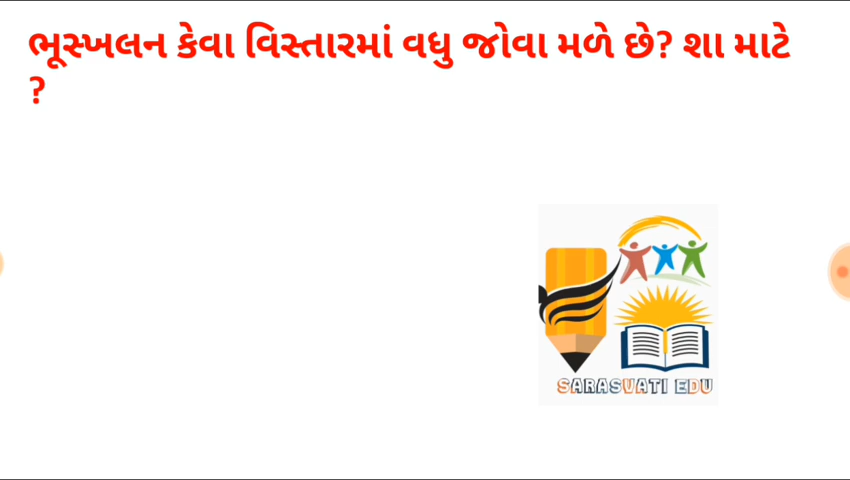 ભૂસ્ખલન કેવા વિસ્તારમાં વધુ જોવા મળે છે? શા માટે
?
SARASVATI EDU